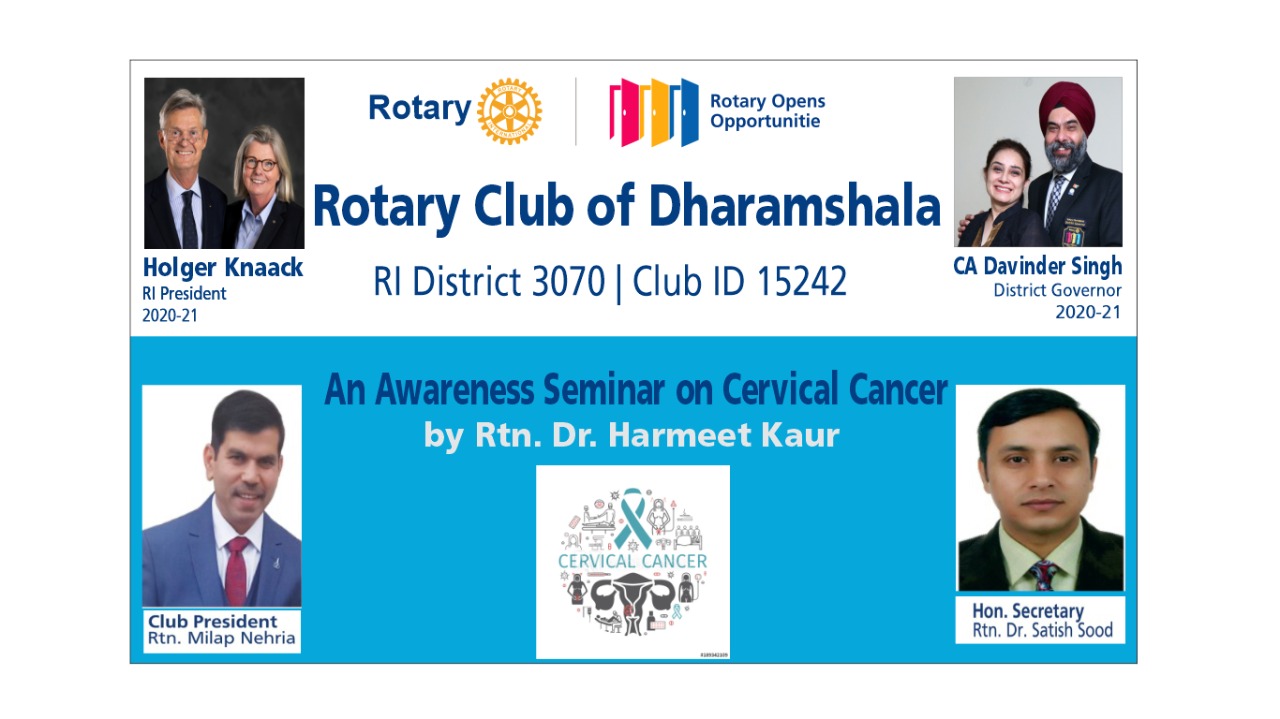 Rotary
ROTARY
INTERNATIONAL
Rotary Opens
Opportunitie
Rotary Club of Dharamshala
RI District 3070 | Club ID 15242
Holger Knaack
RI President
2020-21
CA Davinder Singh
District Governor
2020-21
An Awareness Seminar on Cervical Cancer
by Rtn. Dr. Harmeet Kaur
CERVICAL CANCER
Club President
Rtn. Milap Nehria
Hon. Secretary
Rtn. Dr. Satish Sood